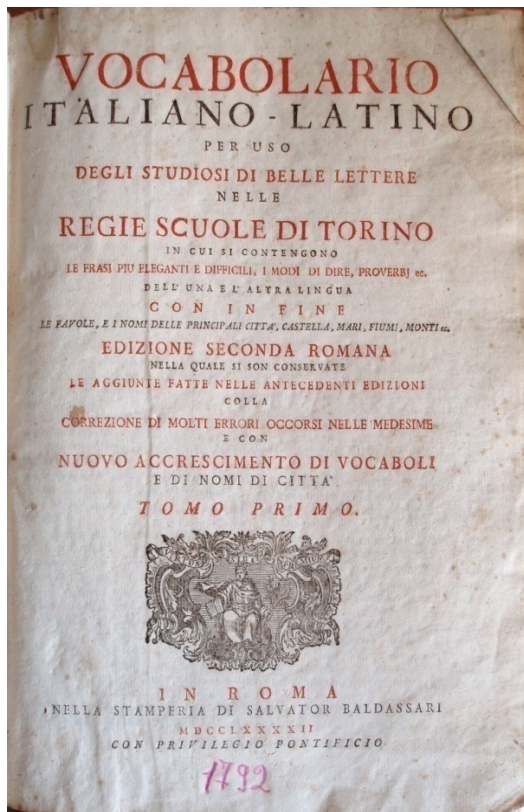 VOCABOLARIO
ITALIANO-LATINO
PER USO
DEGLI STUDIOSI DI BELLE LETTERE
NELLE
REGIE SCUOLE DI TORINO
IN CUI SI CONTENGONO
LE FRASI PIU ELEGANTI E DIFFICILI, I MODI DI DIRE, PROVERBJ ec.
DELL' UNA E L' ALTRA LINGUA
CON IN FINE
LE FAVOLE, E I NOMI DELLE PRINCIPALI CITTA', CASTELLA, MARI, FIUMI, MONTI ec.
EDIZIONE SECONDA ROMANA
NELLA QUALE SI SON CONSERVATE
LE AGGIUNTE FATTE NELLE ANTECEDENTI EDIZIONI
COLLA
CORREZIONE DI MOLTI ERRORI OCCORSI NELLE MEDESIME
E CON
NUOVO ACCRESCIMENTO DI VOCABOLI
E DI NOMI DI CITTA'
TOMO PRIMO.
IN ROMA
NELLA STAMPERIA DI SALVATOR BALDASSARI
MDCCLXXXXII
CON PRIVILEGIO PONTIFICIO
1792